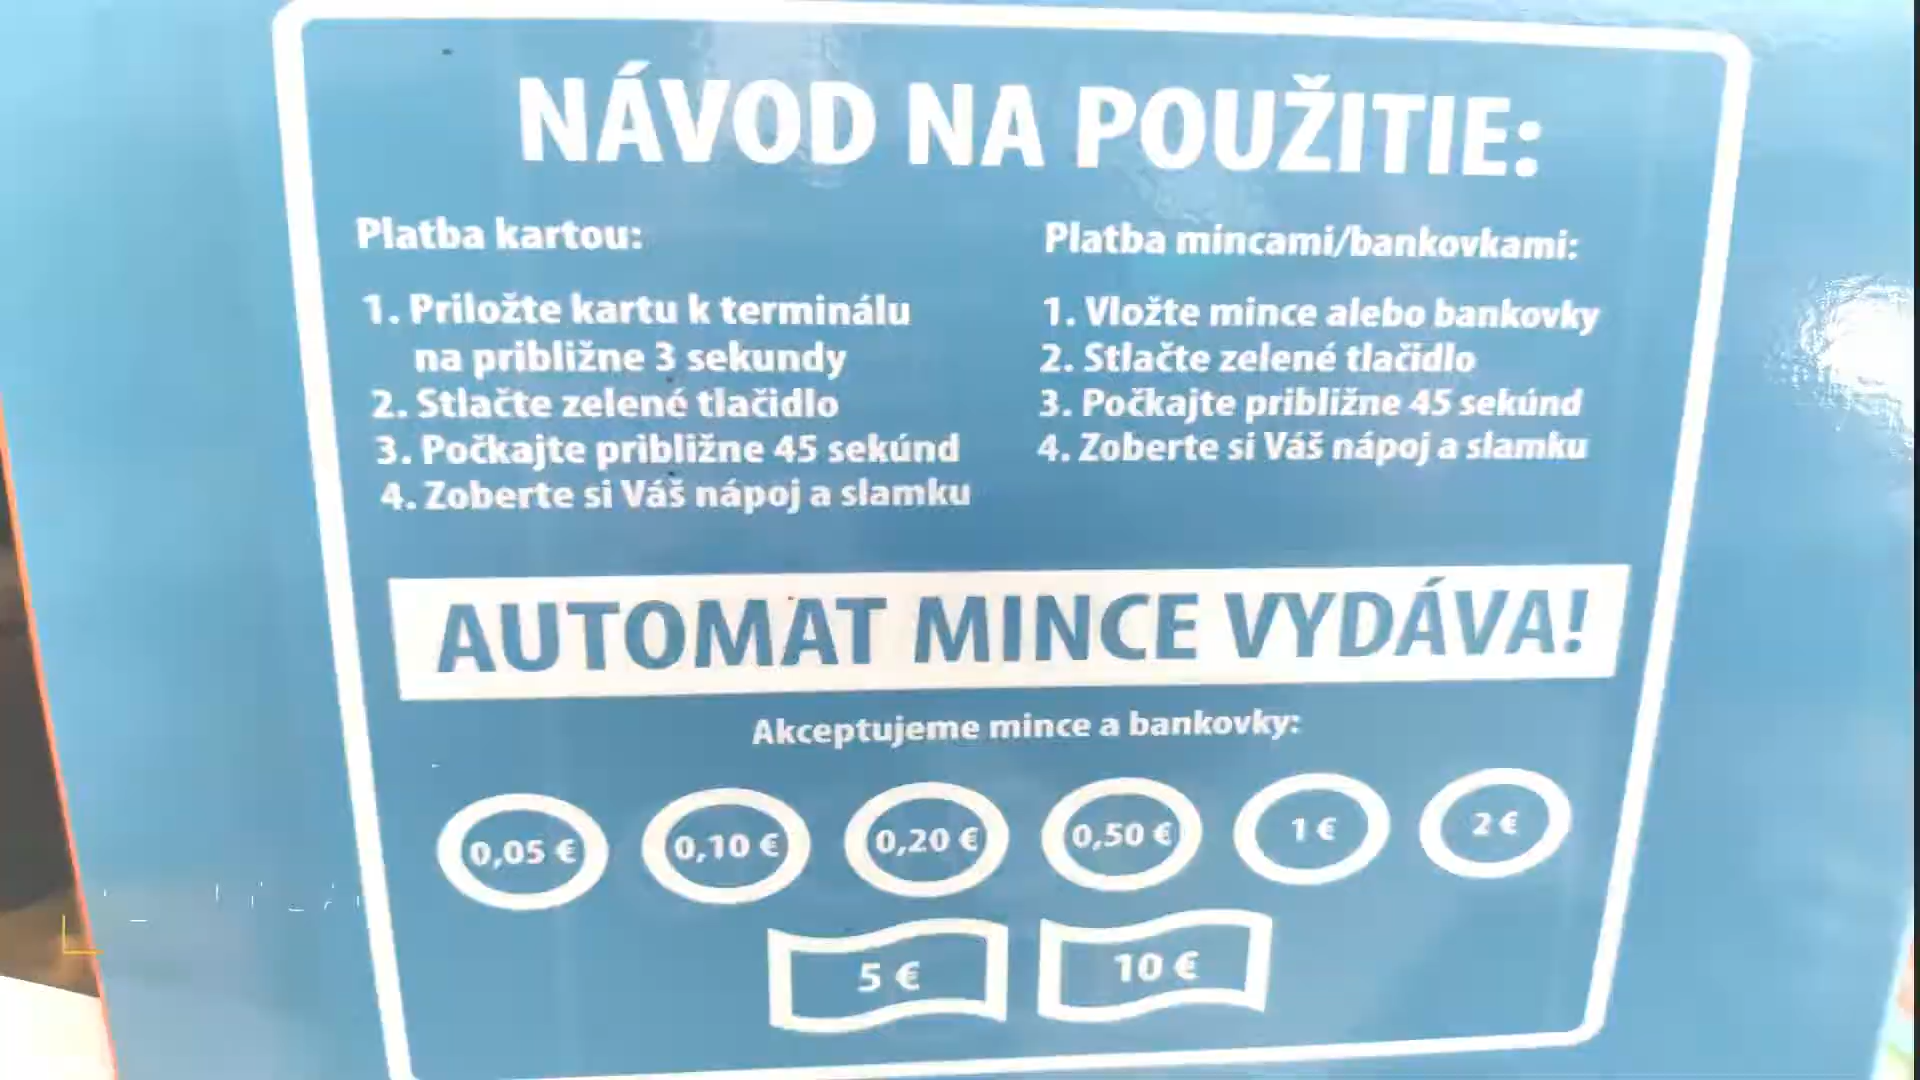 NÁVOD NA POUŽITIE:
Platba kartou:
1. Priložte kartu k terminálu
na približne 3 sekundy
2. Stlačte zelené tlačidlo
3. Počkajte približne 45 sekúnd
4. Zoberte si Váš nápoj a slamku
Platba mincami/bankovkami:
1. Vložte mince alebo bankovky
2. Stlačte zelené tlačidlo
3. Počkajte približne 45 sekúnd
4. Zoberte si Váš nápoj a slamku
AUTOMAT MINCE VYDÁVA!
Akceptujeme mince a bankovky:
0,05 € 0,10 € 0,20 € 0,50 € 1 € 2 €
5 € 10 €